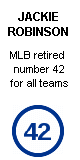 JACKIE
ROBINSON
MLB retired
number 42
for all teams
42